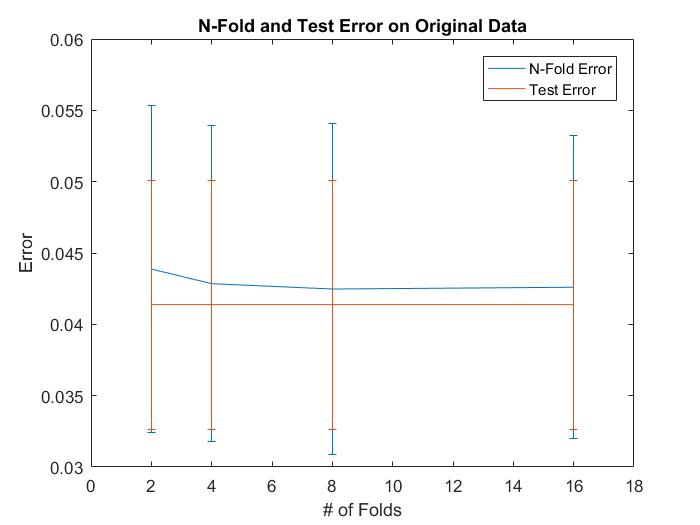 N-Fold and Test Error on Original Data
0.06
0.055
0.05
0.045
0.04
0.035
0.03
Error
N-Fold Error
Test Error
0 2 4 6 8 10 12 14 16 18
# of Folds